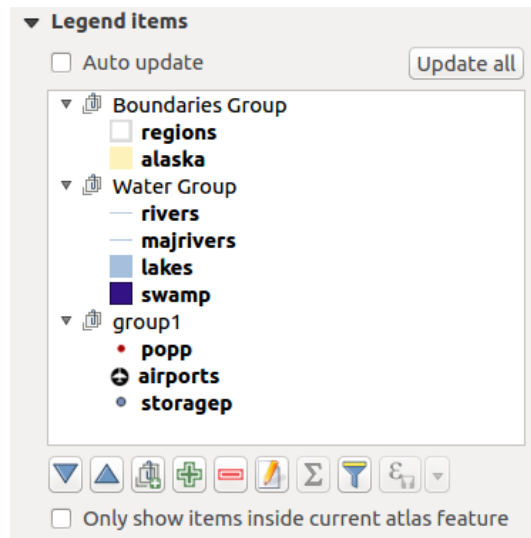 Legend items
Auto update Update all
Boundaries Group
regions
alaska
Water Group
rivers
majrivers
lakes
swamp
group1
popp
airports
storagep
Σ ε
Only show items inside current atlas feature